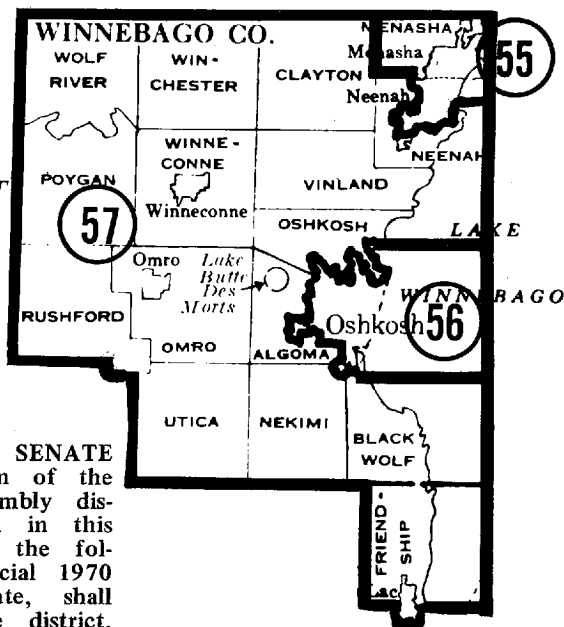 WINNEBAGO CO.
NEENASHA
Menasha
55
WOLF
RIVER
WIN-
CHESTER
CLAYTON
Neenah
NEENAH
WINNE-
CONNE
POYGAN
VINLAND
Winneconne
57
OSHKOSH
LAKE
WINNEBAGO
Omro
Lake
Butte
Des
Morts
Oshkosh
56
RUSHFORD
OMRO
ALGOMA
UTICA
NEKIMI
BLACK
WOLF
FRIEND-
SHIP
SENATE
of the
mbly dis-
in this
the fol-
cial 1970
ate, shall
district.